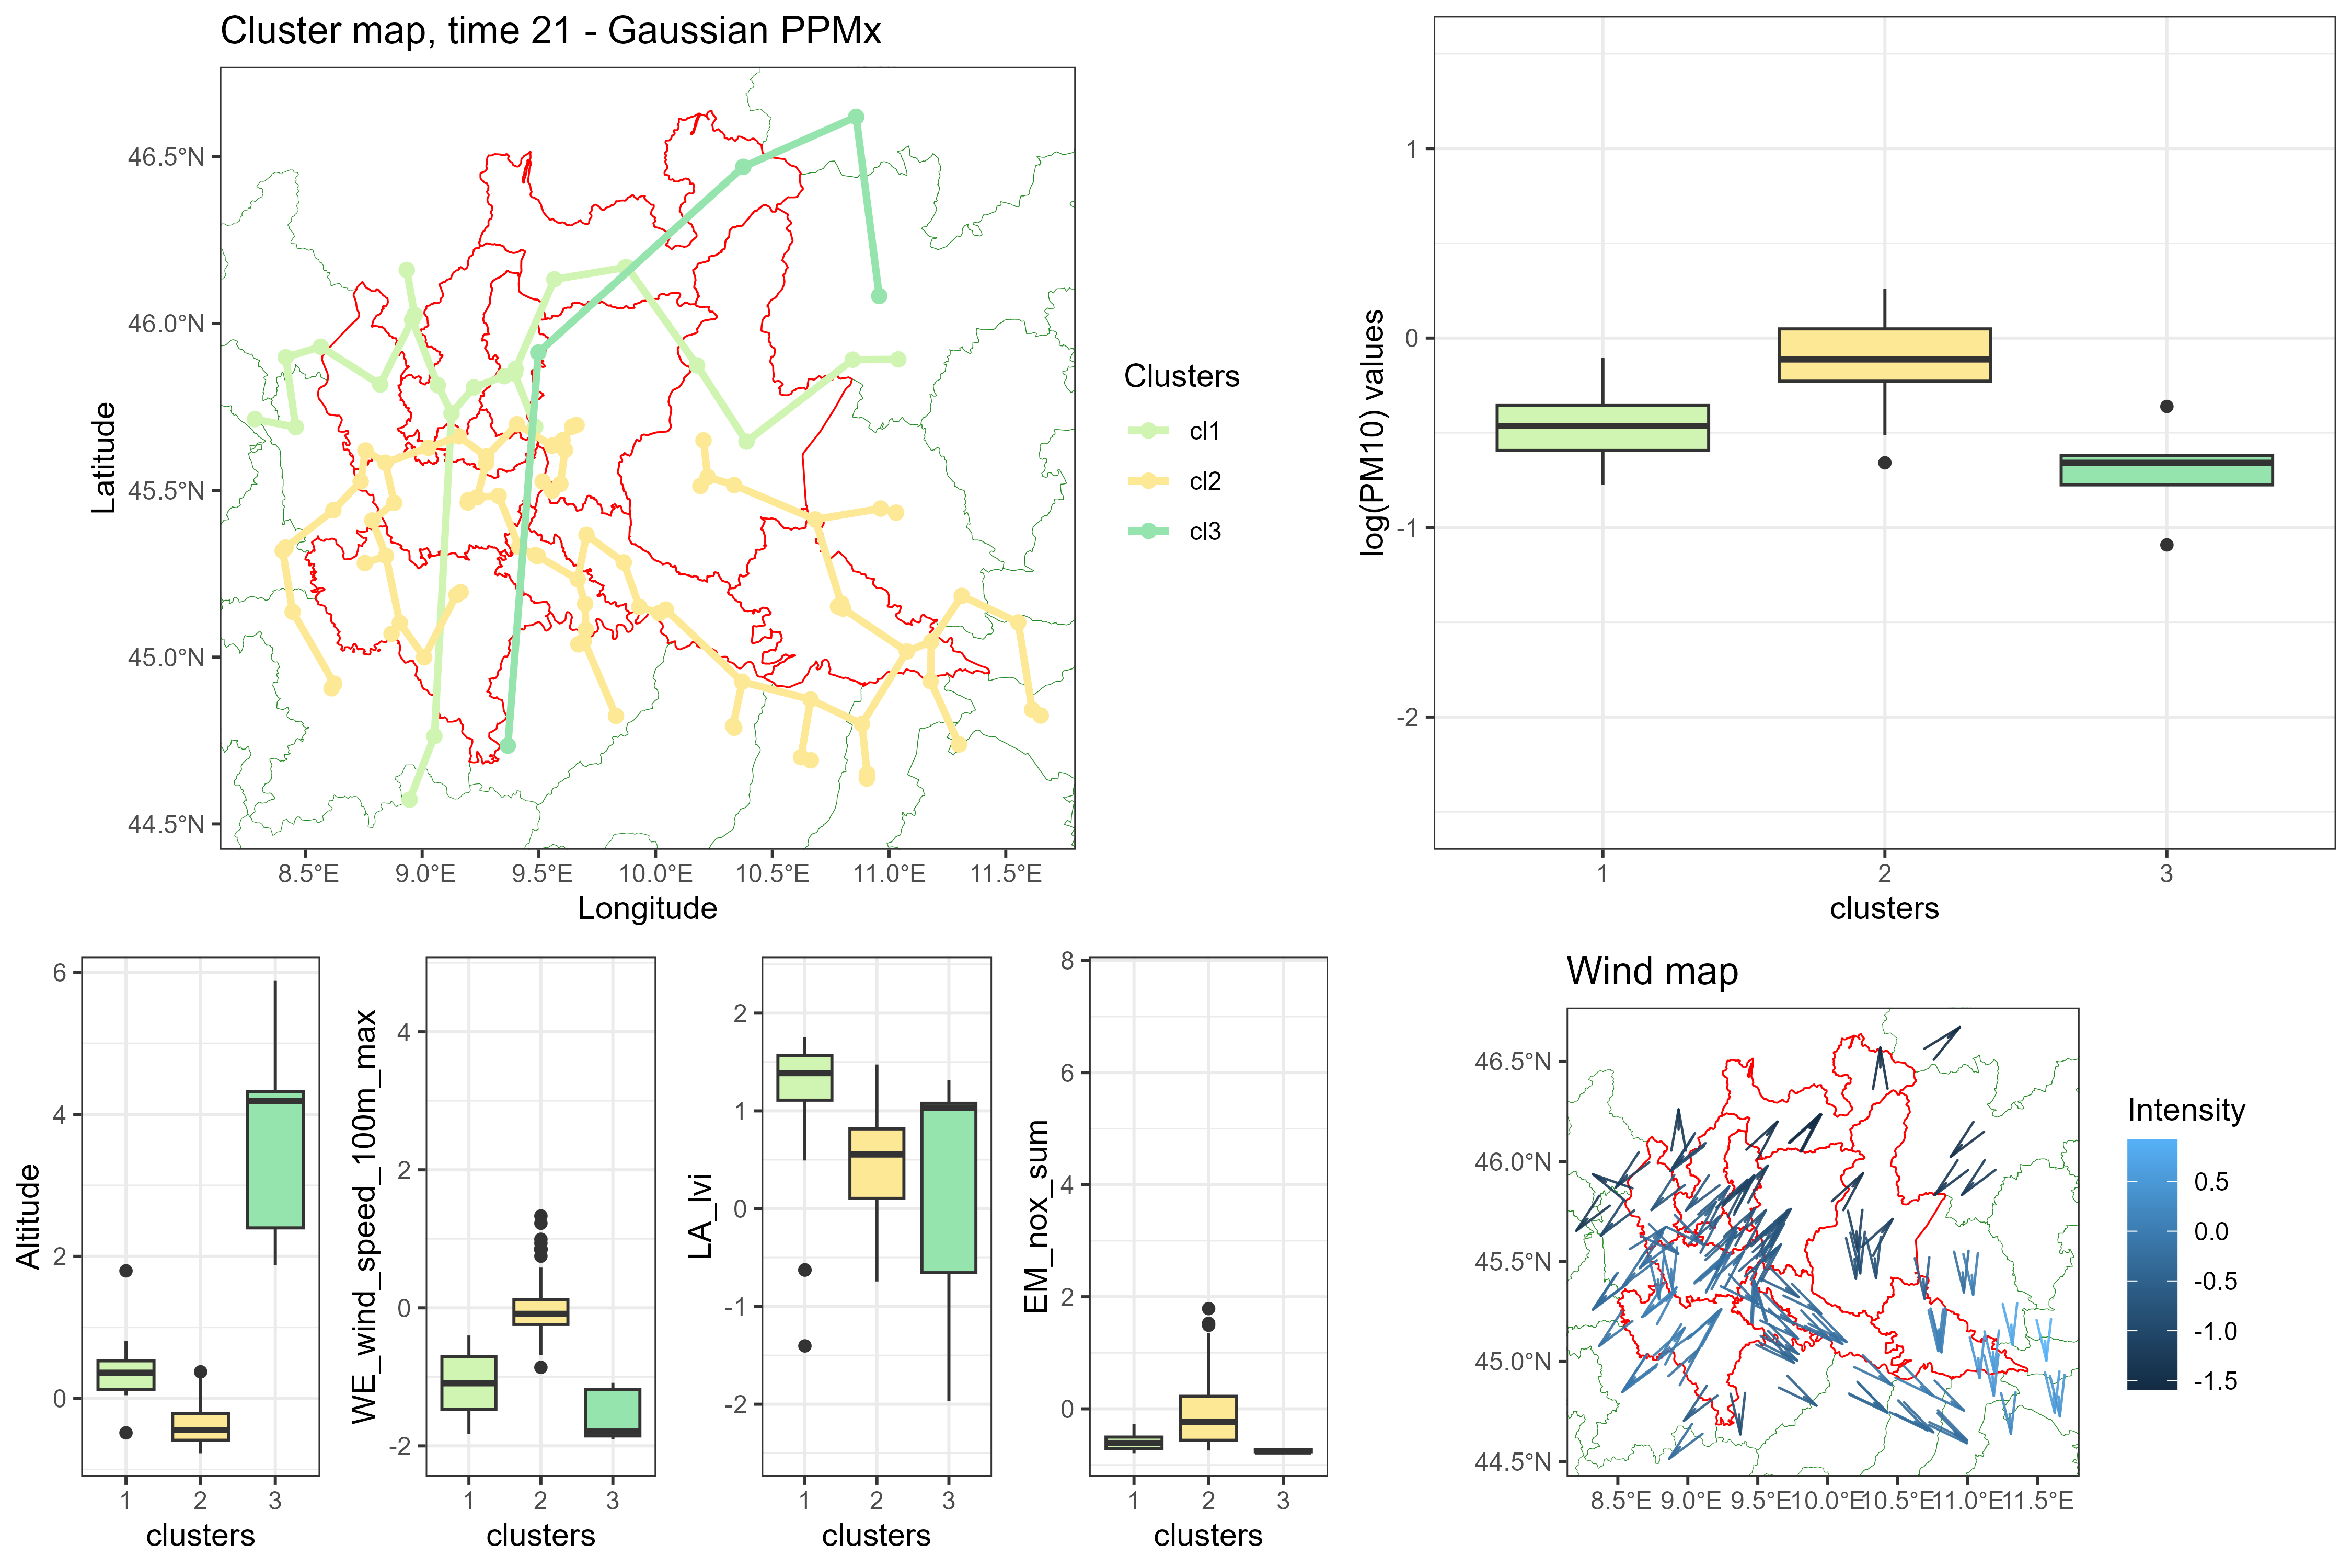 Cluster map, time 21 - Gaussian PPMx
46.5°N
46.0°N
45.5°N
45.0°N
44.5°N
Latitude
8.5°E 9.0°E 9.5°E 10.0°E 10.5°E 11.0°E 11.5°E
Longitude
Clusters
cl1
cl2
cl3
1
0
-1
-2
log(PM10) values
1 2 3
clusters
6
4
2
0
Altitude
1 2 3
clusters
4
2
0
-2
WE_wind_speed_100m_max
1 2 3
clusters
2
1
0
-1
-2
LA_lvi
1 2 3
clusters
8
6
4
2
0
EM_nox_sum
1 2 3
clusters
Wind map
46.5°N
46.0°N
45.5°N
45.0°N
44.5°N
8.5°E 9.0°E 9.5°E 10.0°E 10.5°E 11.0°E 11.5°E
Intensity
0.5
0.0
-0.5
-1.0
-1.5